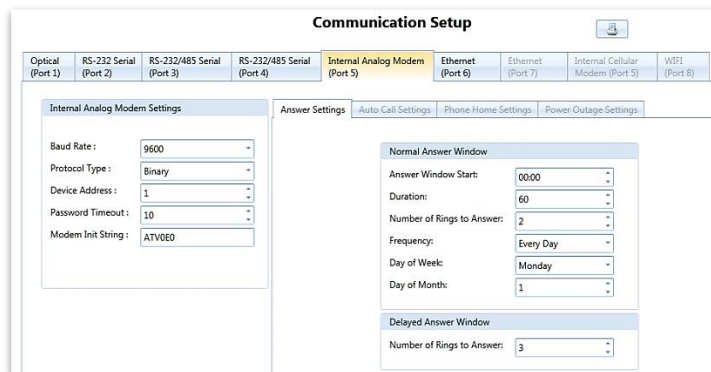 Communication Setup
Optical (Port 1)
RS-232 Serial (Port 2)
RS-232/485 Serial (Port 3)
RS-232/485 Serial (Port 4)
Internal Analog Modem (Port 5)
Ethernet (Port 6)
Ethernet (Port 7)
Internal Cellular Modem (Port 5)
WIFI (Port 8)
Internal Analog Modem Settings
Baud Rate : 9600
Protocol Type : Binary
Device Address : 1
Password Timeout : 10
Modem Init String : ATV0E0
Answer Settings
Auto Call Settings
Phone Home Settings
Power Outage Settings
Normal Answer Window
Answer Window Start: 00:00
Duration: 60
Number of Rings to Answer: 2
Frequency: Every Day
Day of Week: Monday
Day of Month: 1
Delayed Answer Window
Number of Rings to Answer: 3